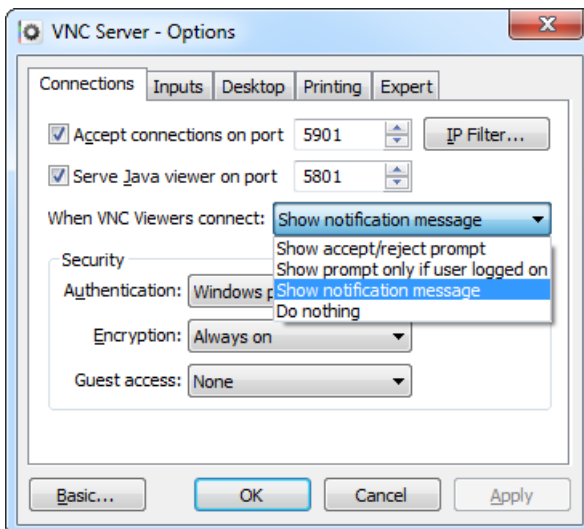 VNC Server - Options
Connections Inputs Desktop Printing Expert
Accept connections on port 5901 IP Filter...
Serve Java viewer on port 5801
When VNC Viewers connect: Show notification message
Show accept/reject prompt
Security
Show prompt only if user logged on
Authentication: Windows p
Show notification message
Do nothing
Encryption: Always on
Guest access: None
Basic... OK Cancel Apply